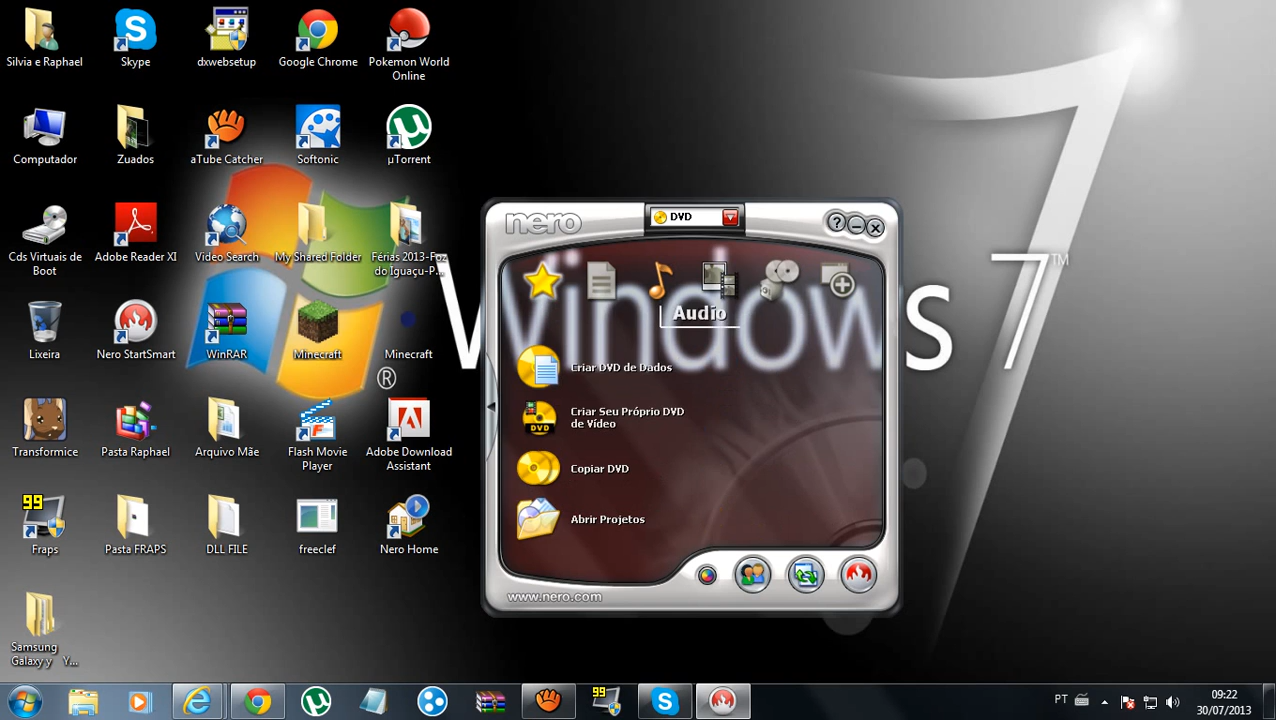 Silvia e Raphael
Skype
dxwebsetup
Google Chrome
Pokemon World
Online
Computador
Zuados
aTube Catcher
Softonic
µTorrent
Cds Virtuais de
Boot
Adobe Reader XI
Video Search
My Shared Folder
Férias 2013-Foz
do Iguaçu-P...
Lixeira
Nero StartSmart
WinRAR
Minecraft
Minecraft
Transformice
Pasta Raphael
Arquivo Mãe
Flash Movie
Player
Adobe Download
Assistant
99
Fraps
Pasta FRAPS
DLL FILE
freeclef
Nero Home
Samsung
Galaxy y Y...
Windows 7™
®
nero
DVD
?
Audio
Criar DVD de Dados
Criar Seu Próprio DVD
de Vídeo
DVD
Copiar DVD
Abrir Projetos
www.nero.com
99
PT
09:22
30/07/2013